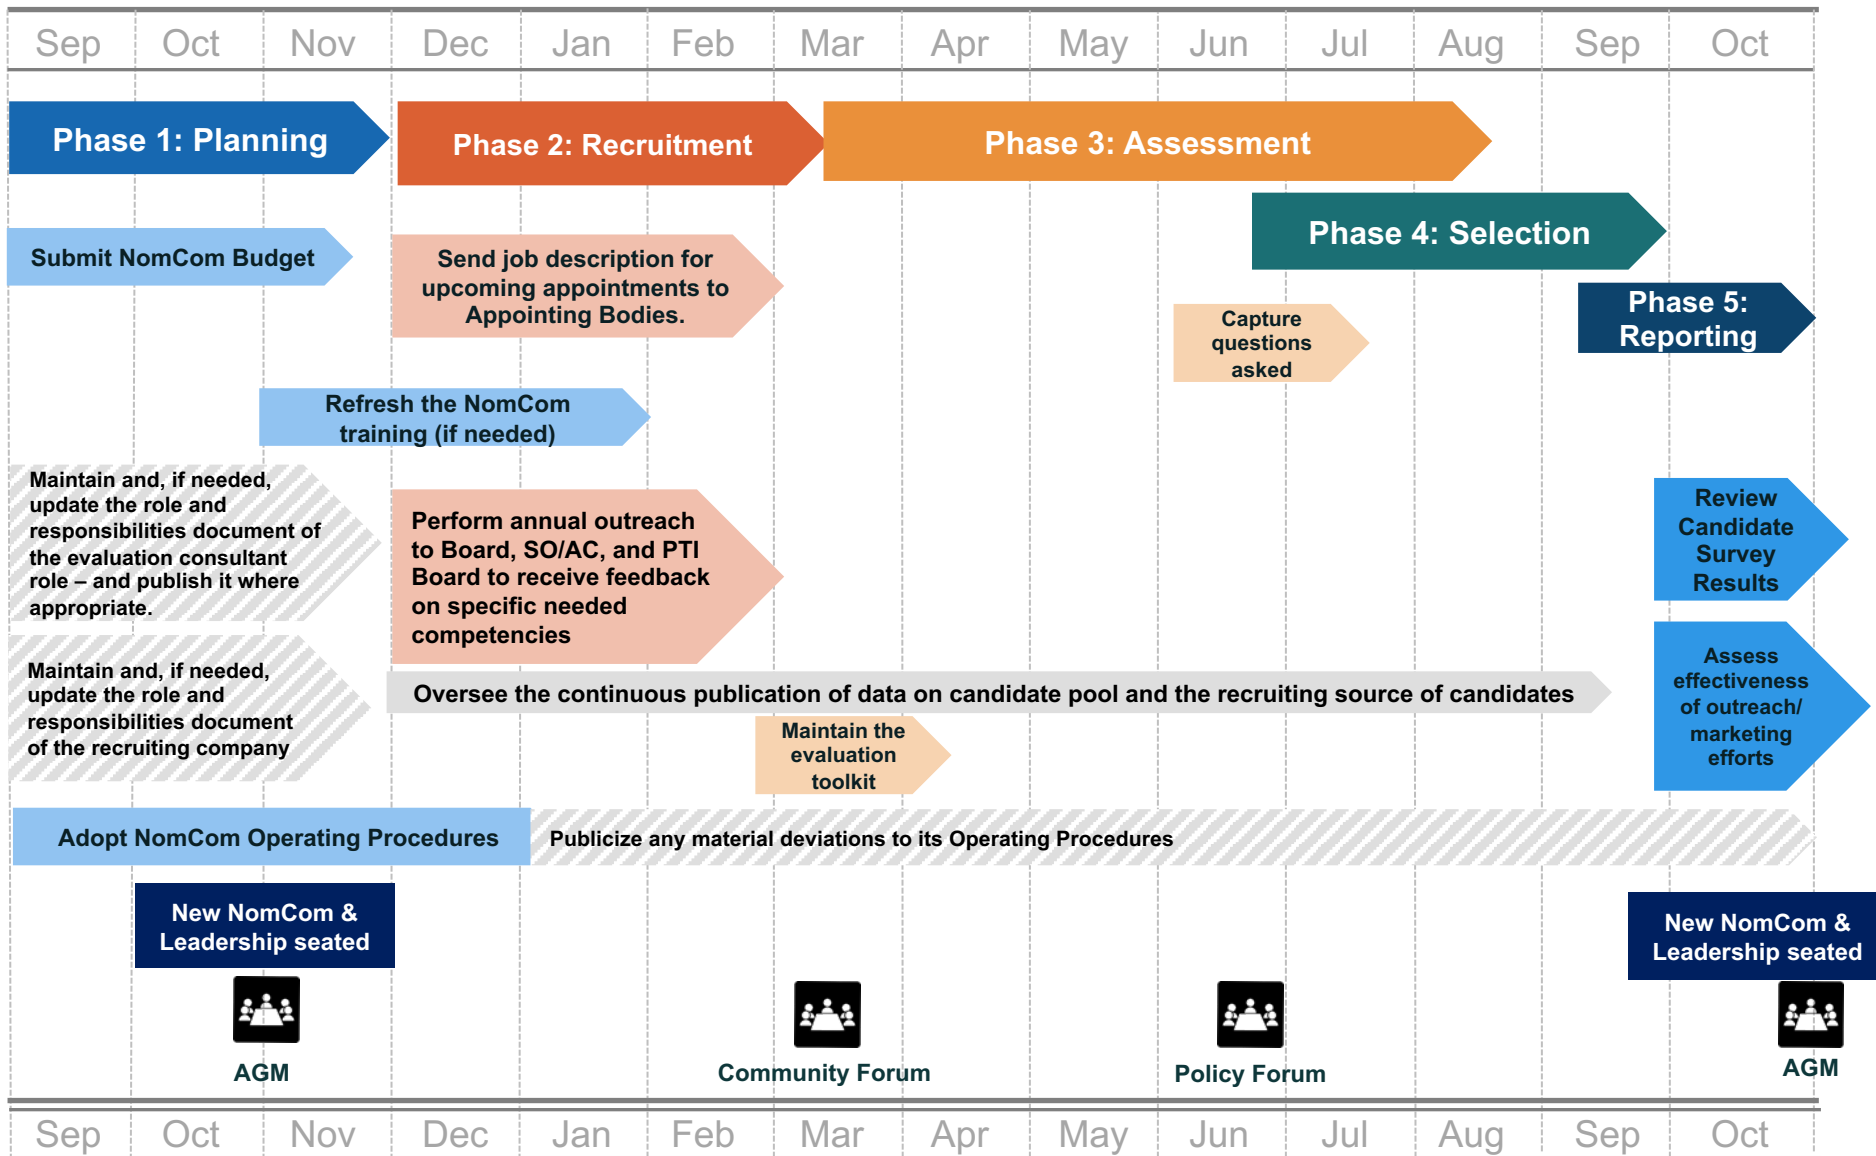 Sep Oct Nov Dec Jan Feb Mar Apr May Jun Jul Aug Sep Oct
Phase 1: Planning
Phase 2: Recruitment
Phase 3: Assessment
Phase 4: Selection
Phase 5:
Reporting
Submit NomCom Budget
Send job description for
upcoming appointments to
Appointing Bodies.
Capture
questions
asked
Refresh the NomCom
training (if needed)
Maintain and, if needed,
update the role and
responsibilities document of
the evaluation consultant
role – and publish it where
appropriate.
Perform annual outreach
to Board, SO/AC, and PTI
Board to receive feedback
on specific needed
competencies
Review
Candidate
Survey
Results
Maintain and, if needed,
update the role and
responsibilities document
of the recruiting company
Oversee the continuous publication of data on candidate pool and the recruiting source of candidates
Maintain the
evaluation
toolkit
Assess
effectiveness
of outreach/
marketing
efforts
Adopt NomCom Operating Procedures
Publicize any material deviations to its Operating Procedures
New NomCom &
Leadership seated
New NomCom &
Leadership seated
AGM
Community Forum
Policy Forum
AGM
Sep Oct Nov Dec Jan Feb Mar Apr May Jun Jul Aug Sep Oct